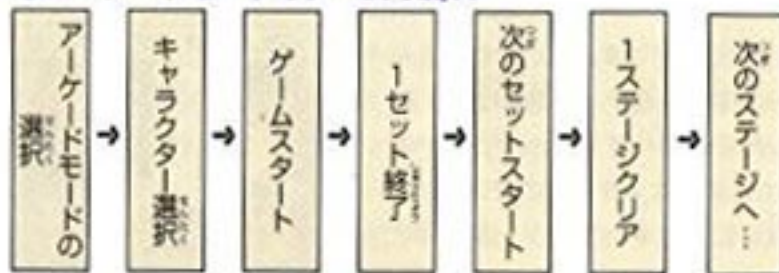 アーケードモードの
選択
→
キャラクター選択
→
ゲームスタート
→
1セット終了
→
次のセットスタート
→
1ステージクリア
→
次のステージへ…